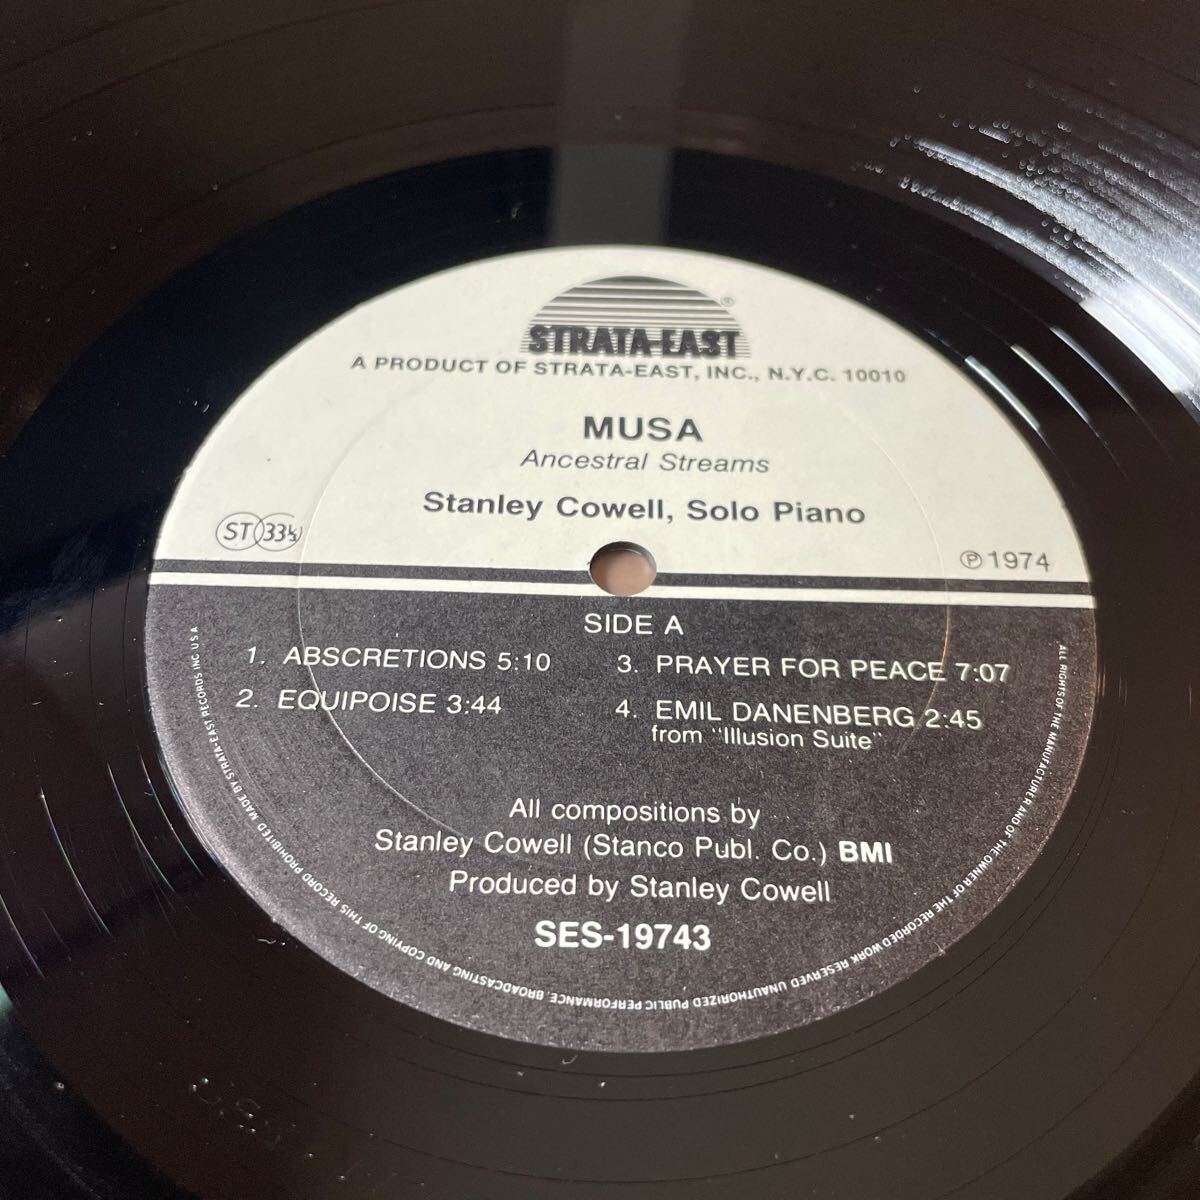 STRATA-EAST®
A PRODUCT OF STRATA-EAST, INC., N.Y.C. 10010
MUSA
Ancestral Streams
Stanley Cowell, Solo Piano
ST 33⅓
℗ 1974
SIDE A
1. ABSCRETIONS 5:10
2. EQUIPOISE 3:44
3. PRAYER FOR PEACE 7:07
4. EMIL DANENBERG 2:45
from "Illusion Suite"
All compositions by
Stanley Cowell (Stanco Publ. Co.) BMI
Produced by Stanley Cowell
SES-19743
ALL RIGHTS OF THE MANUFACTURER AND OF THE OWNER OF THE RECORDED WORK RESERVED UNAUTHORIZED PUBLIC PERFORMANCE, BROADCASTING AND COPYING OF THIS RECORD PROHIBITED MADE BY STRATA-EAST RECORDS INC U S A